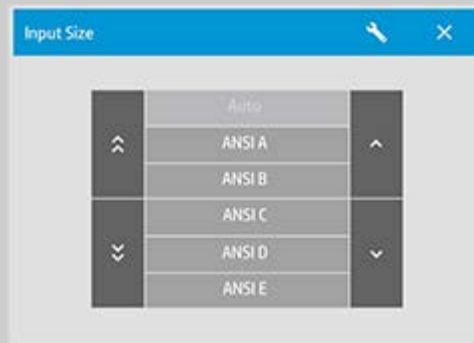 Input Size
Auto
ANSI A
ANSI B
ANSI C
ANSI D
ANSI E